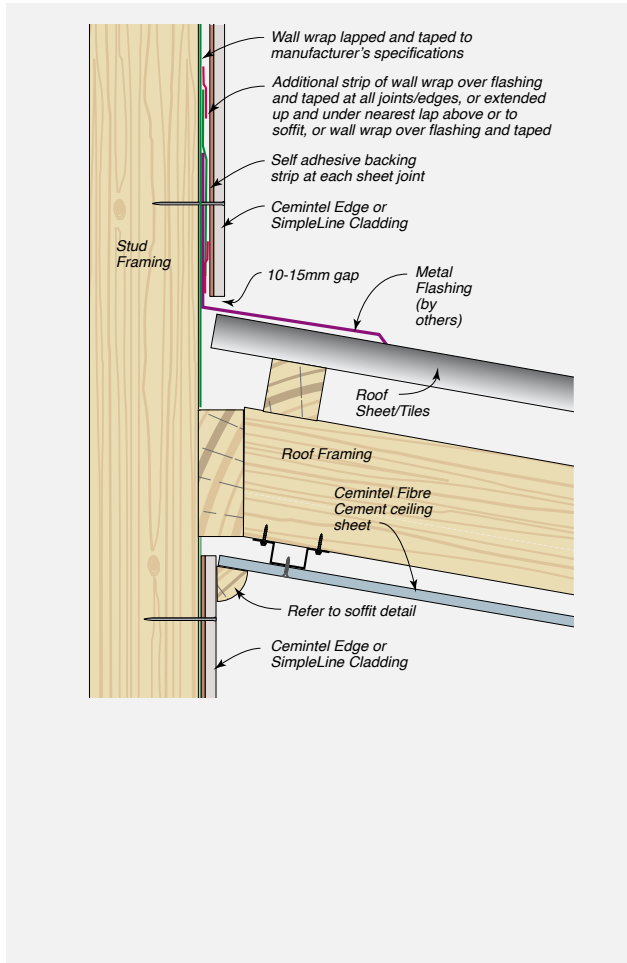 Wall wrap lapped and taped to
manufacturer's specifications
Additional strip of wall wrap over flashing
and taped at all joints/edges, or extended
up and under nearest lap above or to
soffit, or wall wrap over flashing and taped
Self adhesive backing
strip at each sheet joint
Cemintel Edge or
SimpleLine Cladding
Stud
Framing
10-15mm gap
Metal
Flashing
(by
others)
Roof
Sheet/Tiles
Roof Framing
Cemintel Fibre
Cement ceiling
sheet
Refer to soffit detail
Cemintel Edge or
SimpleLine Cladding